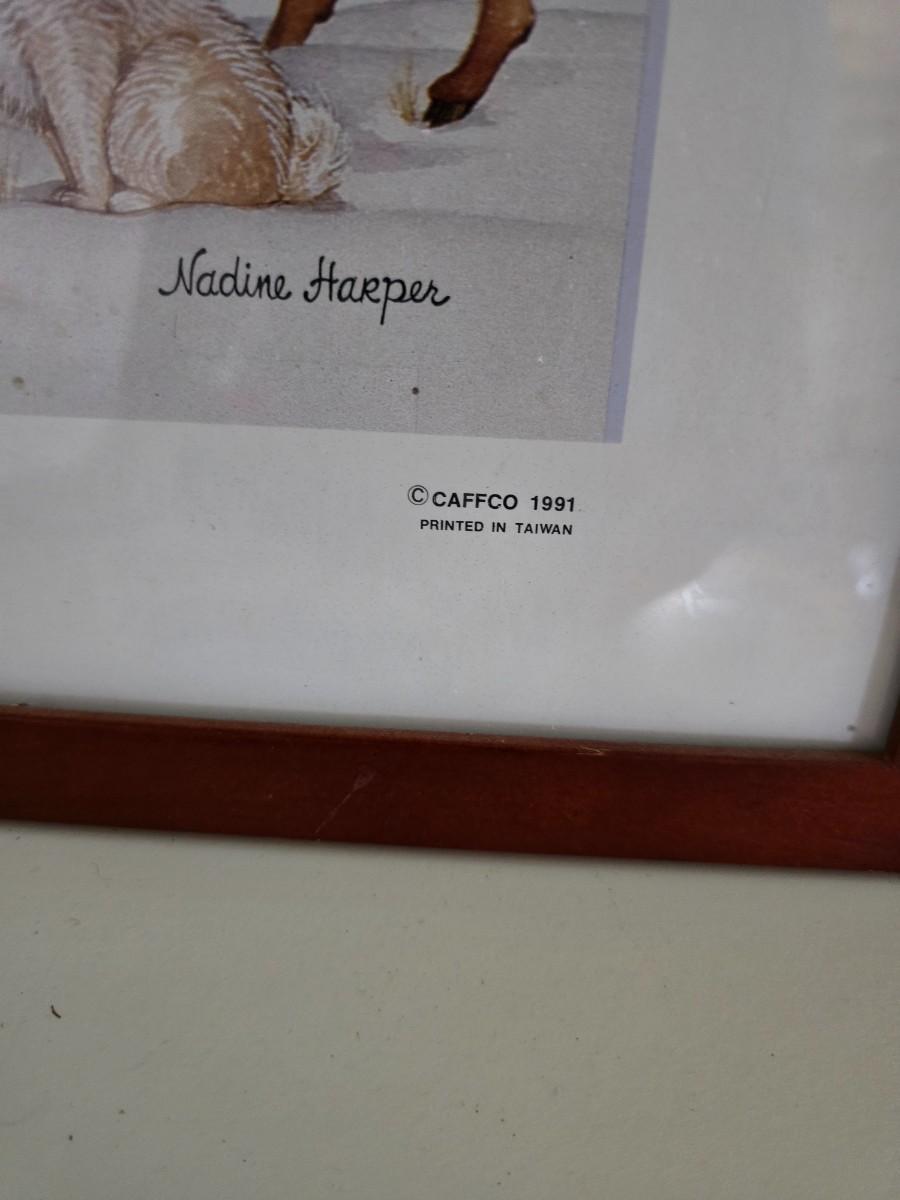 Nadine Harper
© CAFFCO 1991
PRINTED IN TAIWAN